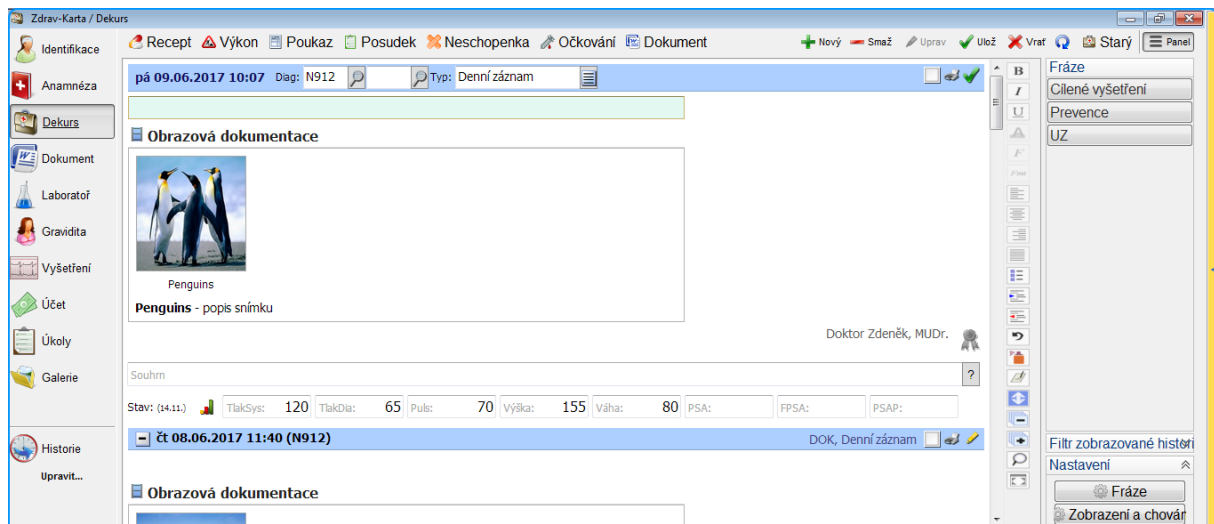 Zdrav-Karta / Dekurs
Identifikace
Anamnéza
Dekurs
Dokument
Laboratoř
Gravidita
Vyšetření
Účet
Úkoly
Galerie
Historie
Upravit...
Recept Výkon Poukaz Posudek Neschopenka Očkování Dokument
Nový Smaž Uprav Ulož Vrať Starý Panel
pá 09.06.2017 10:07 Diag: N912 Typ: Denní záznam
Obrazová dokumentace
Penguins
Penguins - popis snímku
Doktor Zdeněk, MUDr.
Souhrn ?
Stav: (14.11.) TlakSys: 120 TlakDia: 65 Puls: 70 Výška: 155 Váha: 80 PSA: FPSA: PSAP:
čt 08.06.2017 11:40 (N912) DOK, Denní záznam
Obrazová dokumentace
B
I
U
A
F
Font
Fráze
Cílené vyšetření
Prevence
UZ
Filtr zobrazované histori
Nastavení
Fráze
Zobrazení a chován